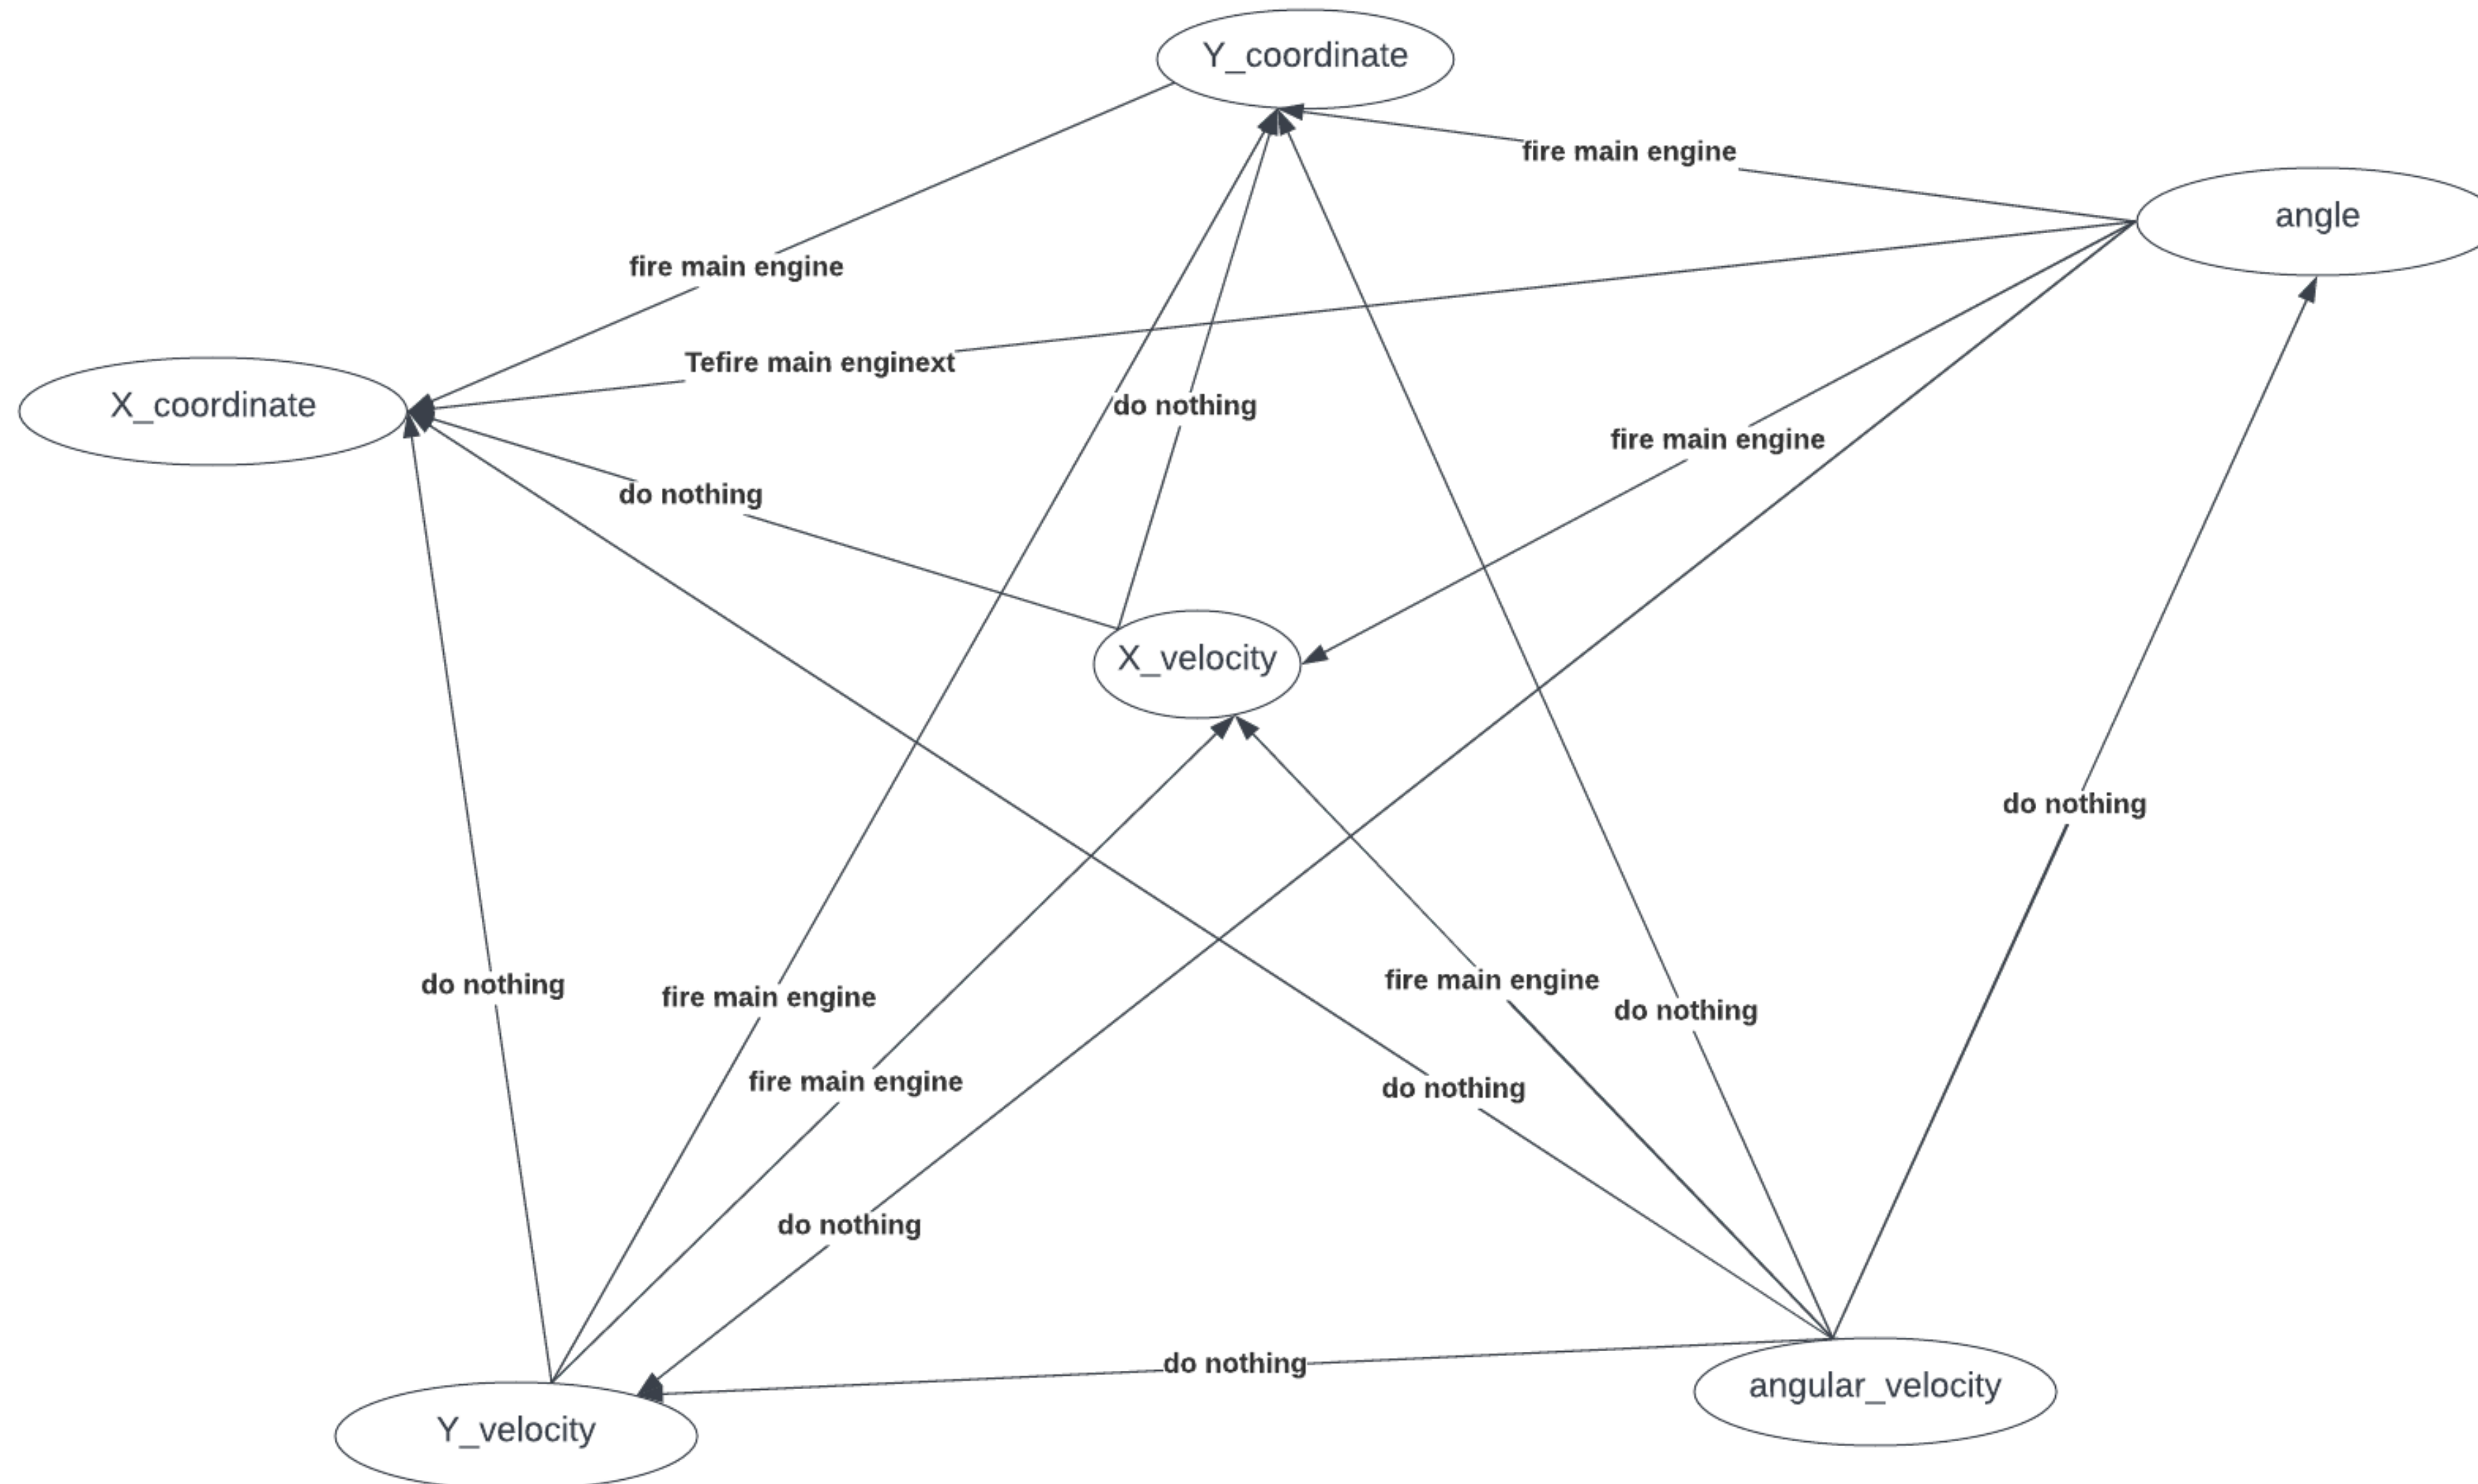 Y_coordinate
fire main engine
angle
fire main engine
Tefire main enginext
X_coordinate
do nothing
fire main engine
do nothing
X_velocity
do nothing
fire main engine
do nothing
fire main engine
do nothing
fire main engine
do nothing
do nothing
do nothing
angular_velocity
Y_velocity